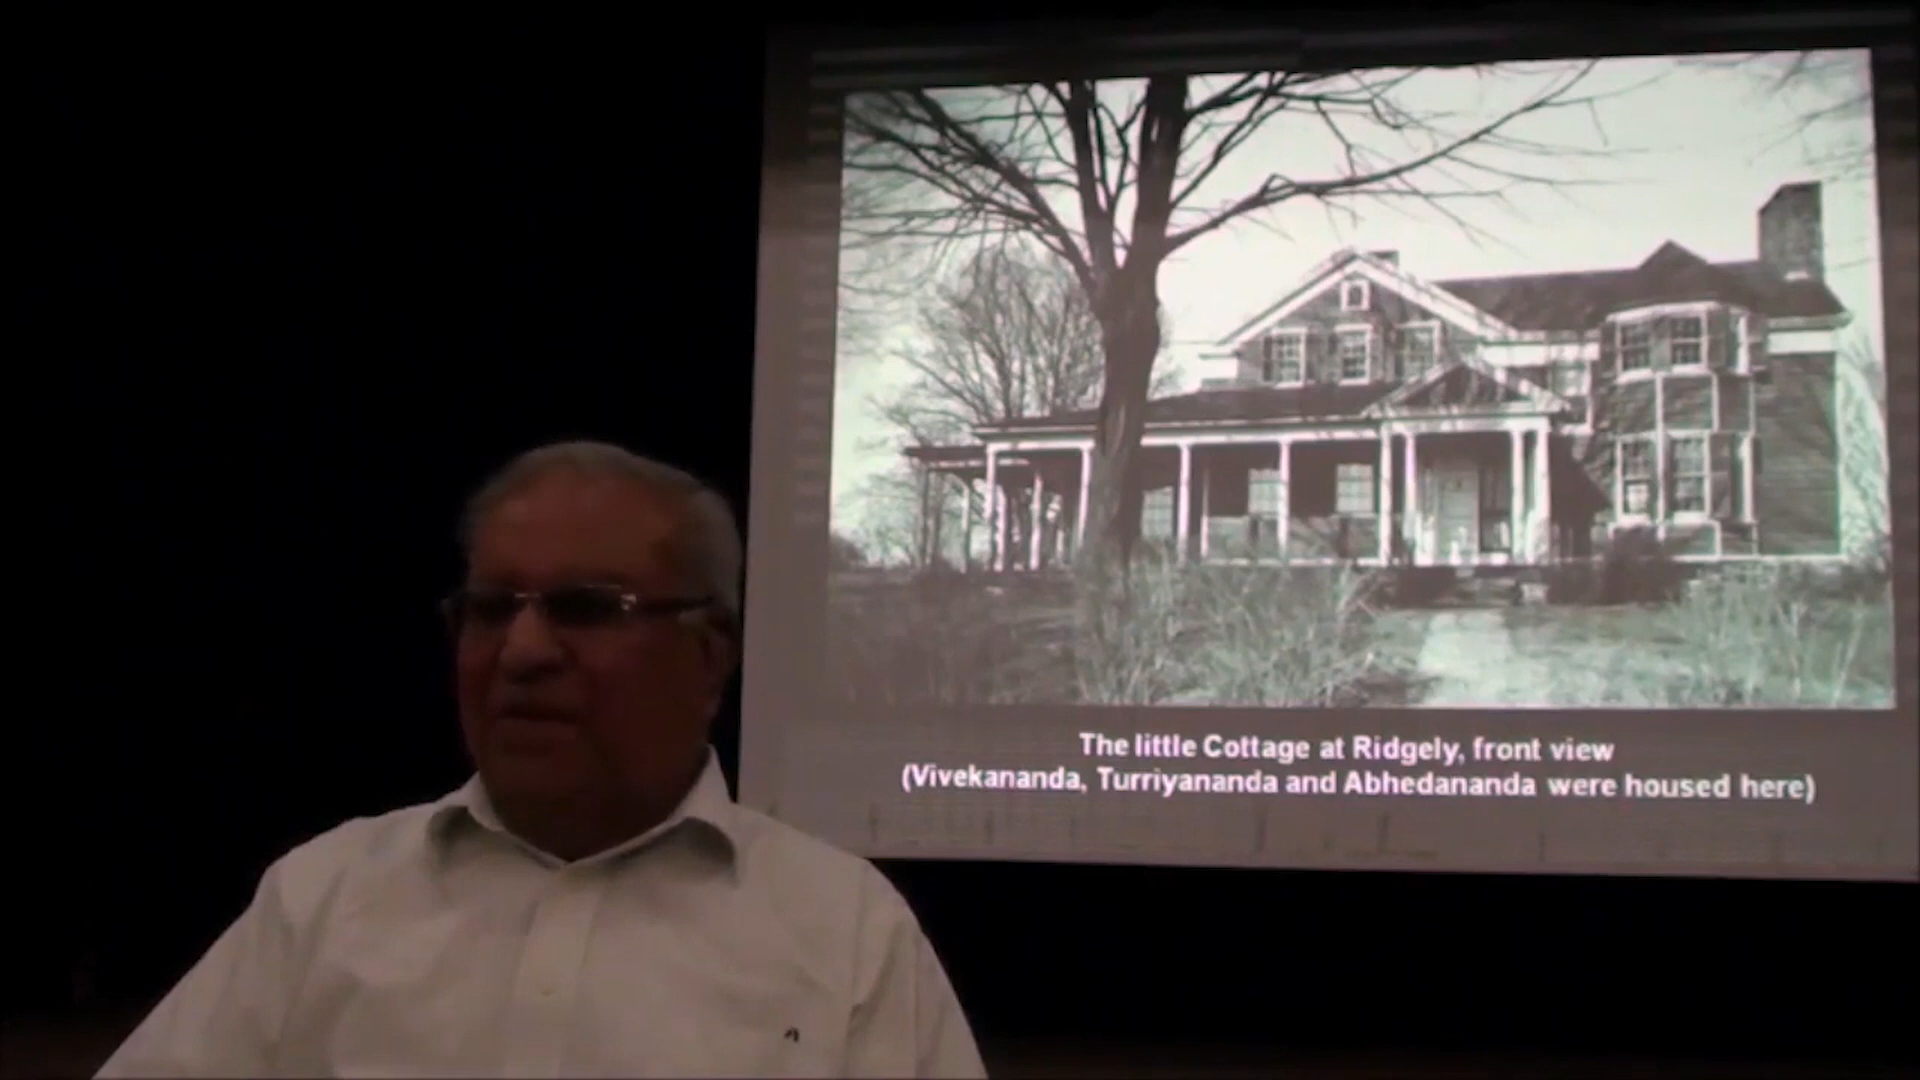 The little Cottage at Ridgely, front view
(Vivekananda, Turriyananda and Abhedananda were housed here)